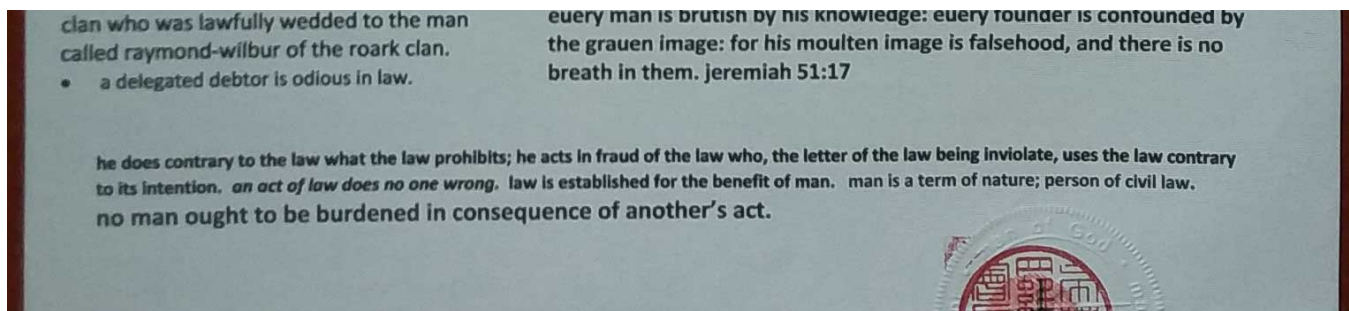 clan who was lawfully wedded to the man
called raymond-wilbur of the roark clan.
• a delegated debtor is odious in law.
euery man is brutish by his knowledge: euery founder is confounded by
the grauen image: for his moulten image is falsehood, and there is no
breath in them. jeremiah 51:17
he does contrary to the law what the law prohibits; he acts in fraud of the law who, the letter of the law being inviolate, uses the law contrary
to its intention. an act of law does no one wrong. law is established for the benefit of man. man is a term of nature; person of civil law.
no man ought to be burdened in consequence of another's act.
of God